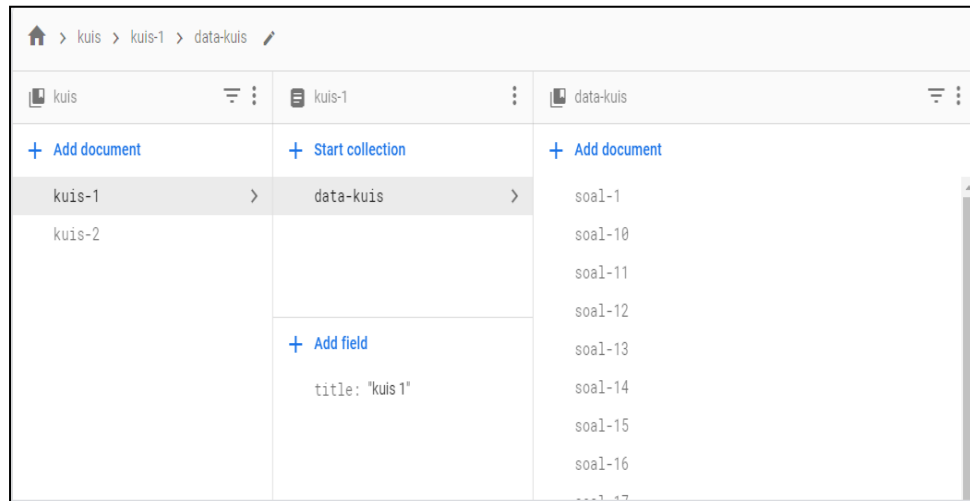 > kuis > kuis-1 > data-kuis
kuis
kuis-1
data-kuis
+ Add document
+ Start collection
+ Add document
kuis-1 >
data-kuis >
soal-1
kuis-2
soal-10
soal-11
soal-12
+ Add field
soal-13
title: "kuis 1"
soal-14
soal-15
soal-16